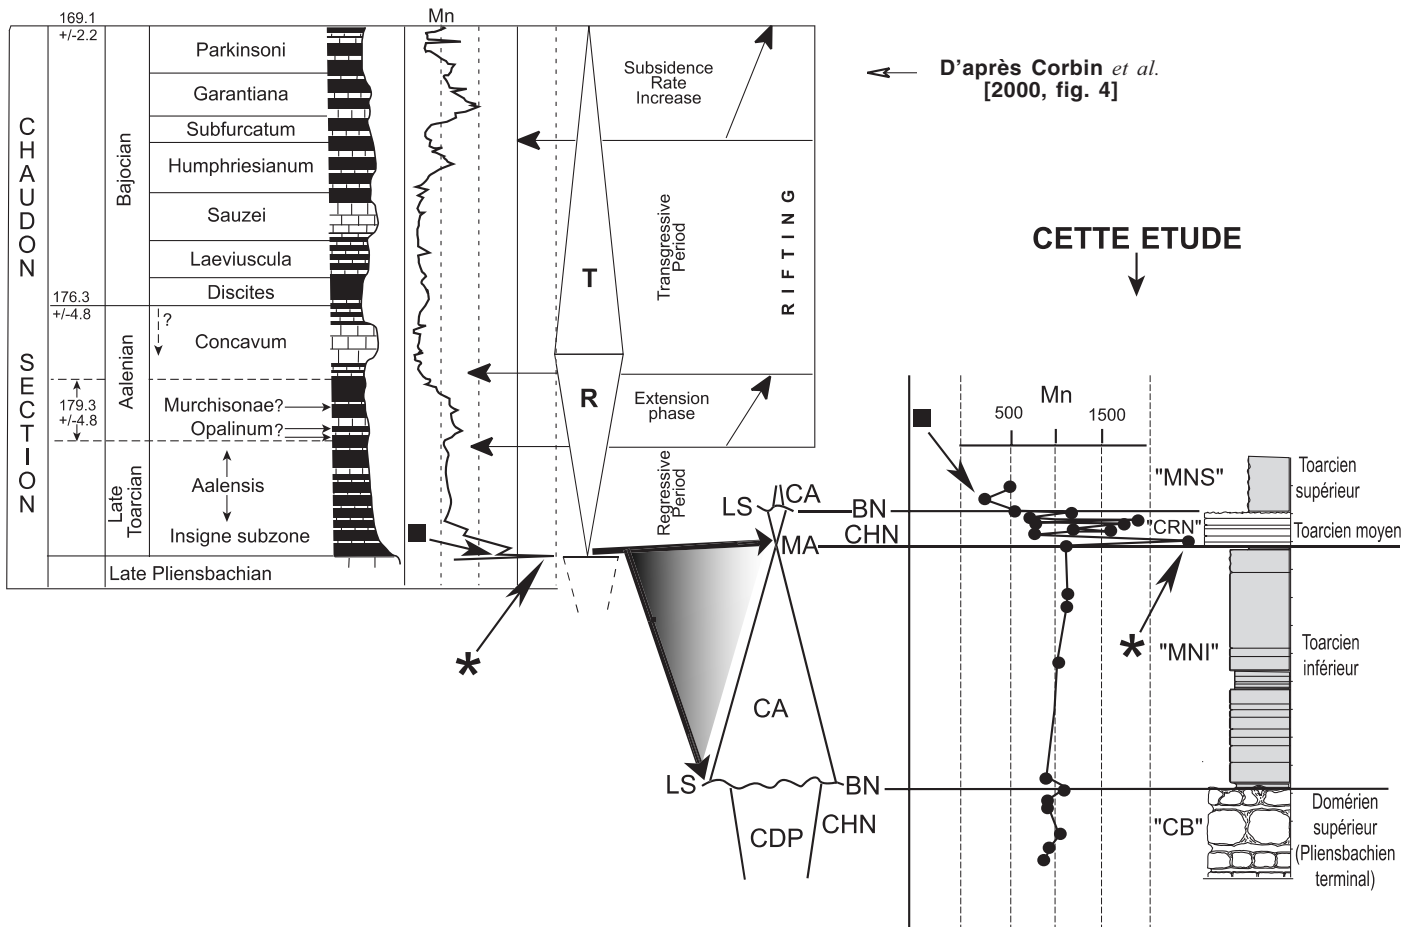 169.1
+/-2.2
Mn
CHAUDON SECTION
Bajocian
Parkinsoni
Garantiana
Subfurcatum
Humphriesianum
Sauzei
Laeviuscula
Discites
176.3
+/-4.8
?
Aalenian
Concavum
179.3
+/-4.8
Murchisonae?
Opalinum?
Late
Toarcian
Aalensis
Insigne subzone
Late Pliensbachian
*
T
R
Subsidence
Rate
Increase
Transgressive
Period
RIFTING
Extension
phase
Regressive
Period
D'après Corbin et al.
[2000, fig. 4]
CETTE ETUDE
LS
CA
BN
CHN
MA
CA
LS
BN
CDP
CHN
Mn
500
1500
"MNS"
Toarcien
supérieur
"CRN"
Toarcien moyen
*
"MNI"
Toarcien
inférieur
"CB"
Domérien
supérieur
(Pliensbachien
terminal)